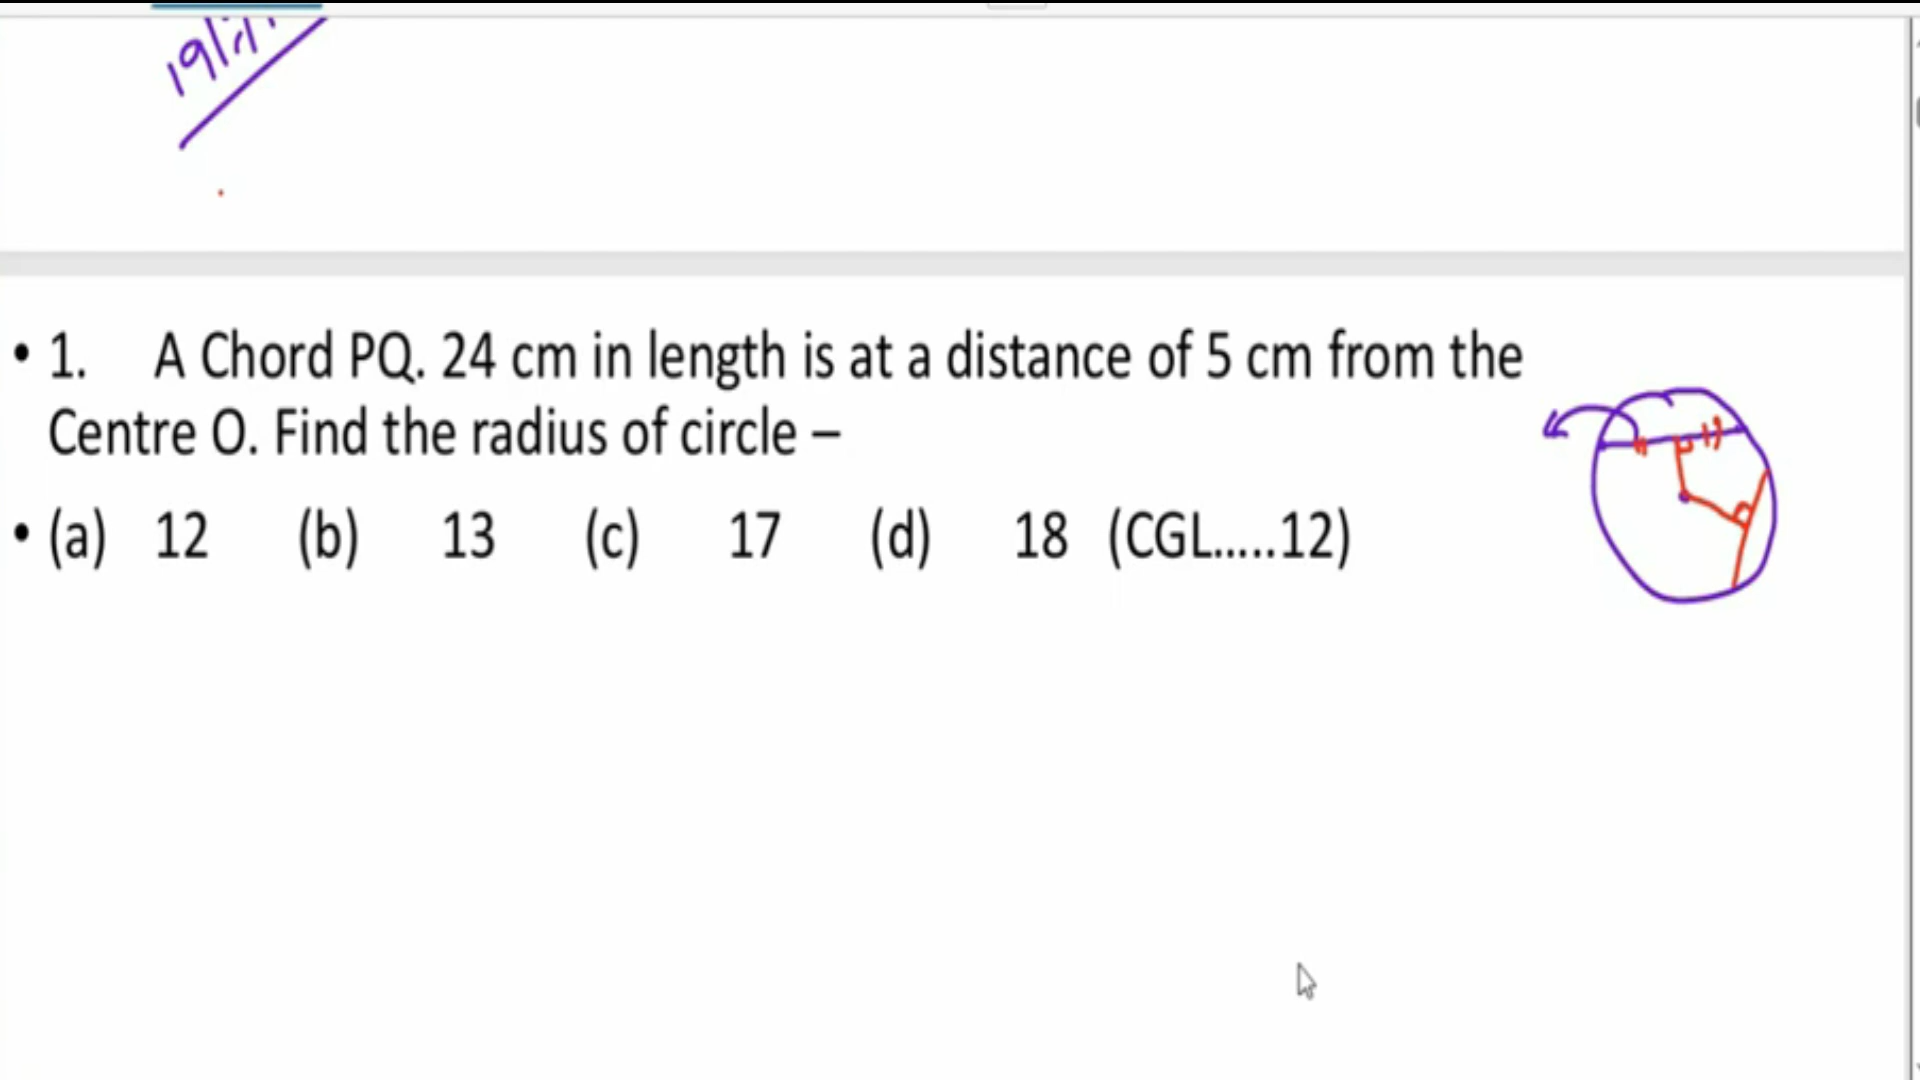 • 1. A Chord PQ. 24 cm in length is at a distance of 5 cm from the
Centre O. Find the radius of circle –
• (a) 12 (b) 13 (c) 17 (d) 18 (CGL.....12)